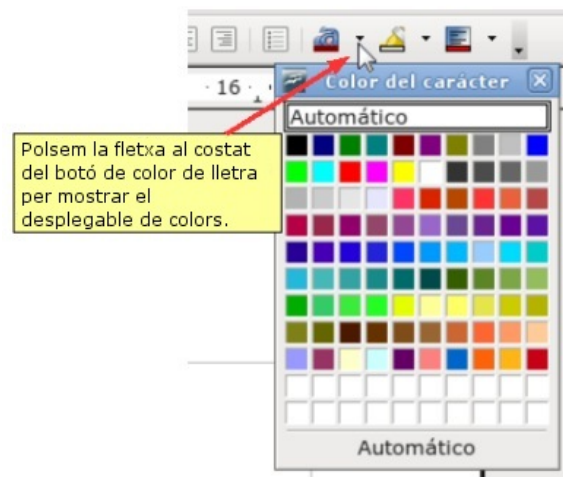 · 16 ·
Color del carácter
Automático
Polsem la fletxa al costat
del botó de color de lletra
per mostrar el
desplegable de colors.
Automático